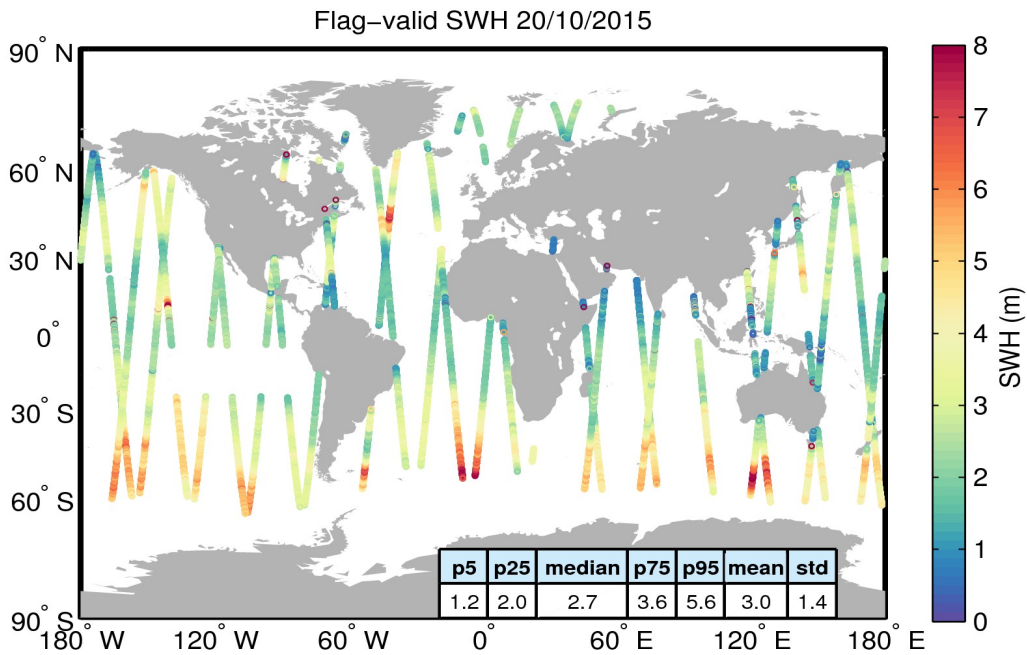 Flag−valid SWH 20/10/2015
90° N
60° N
30° N
0°
30° S
60° S
90° S
180° W
120° W
60° W
0°
60° E
120° E
180° E
p5 p25 median p75 p95 mean std
1.2 2.0 2.7 3.6 5.6 3.0 1.4
8
7
6
5
4
3
2
1
0
SWH (m)